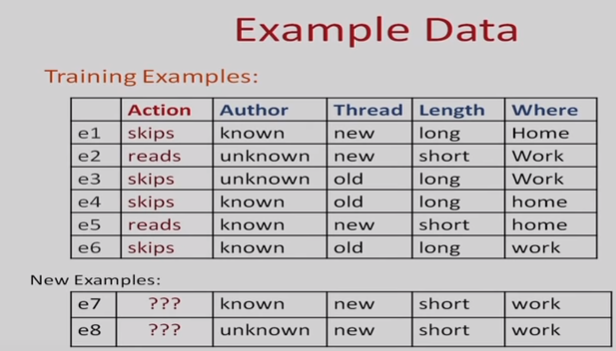 Example Data
Training Examples:
Action Author Thread Length Where
e1 skips known new long Home
e2 reads unknown new short Work
e3 skips unknown old long Work
e4 skips known old long home
e5 reads known new short home
e6 skips known old long work
New Examples:
e7 ??? known new short work
e8 ??? unknown new short work